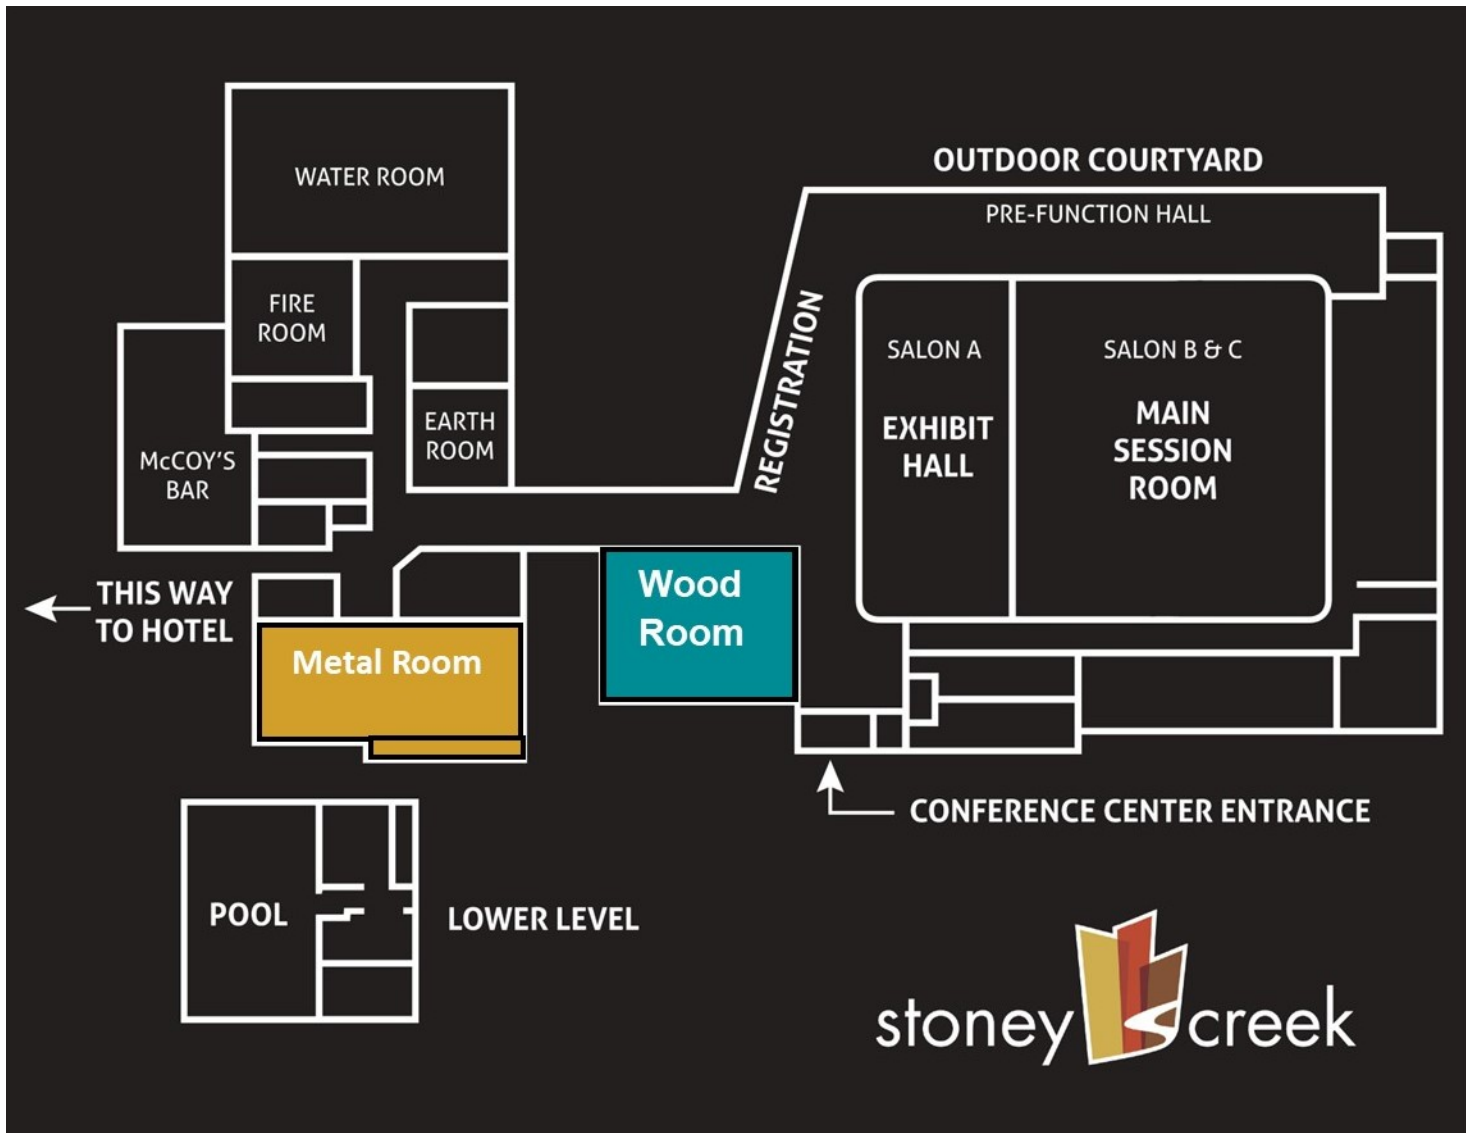 WATER ROOM
OUTDOOR COURTYARD
PRE-FUNCTION HALL
FIRE
ROOM
REGISTRATION
SALON A
EXHIBIT
HALL
SALON B & C
MAIN
SESSION
ROOM
EARTH
ROOM
McCOY'S
BAR
THIS WAY
TO HOTEL
Wood
Room
Metal Room
CONFERENCE CENTER ENTRANCE
POOL
LOWER LEVEL
stoney creek